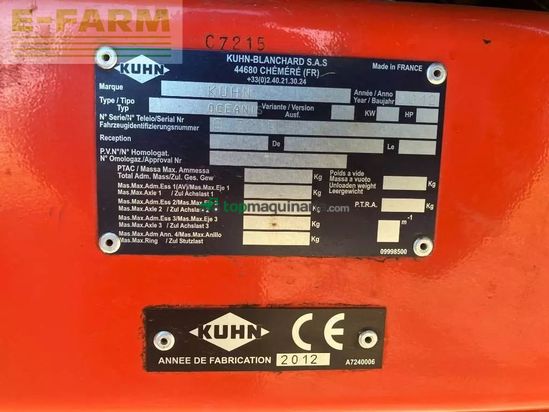 E-FARM
C7215
KUHN
KUHN-BLANCHARD S.A.S
44680 CHÉMÉRÉ (FR)
+33(0)2.40.21.30.24
Made in FRANCE
Marque
KUHN
Année / Anno
Year / Baujahr
Type / Tipo
Typ
OCEANIS
Variante / Version
Ausf.
KW
HP
N° Serie/N° Teleio/Serial Nr
Fahrzeugidentifizierungsnummer
Reception
De
Le
P.V.N°/N° Homologat.
N° Omologaz./Approval Nr
PTAC / Massa Max. Ammessa
Total Adm. Mass/Zul. Ges. Gew
Kg
Poids a vide
Massa a vuoto
Unloaden weight
Leergewicht
Kg
Mas.Max.Adm.Ess 1(AV)/Mas.Max.Eje 1
Mas.Max.Axle 1 / Zul Achslast 1
Kg
Mas.Max.Adm.Ess 2/Mas.Max.Eje 2
Mas.Max.Axle 2 / Zul Achslast 2
Kg
P.T.R.A.
Kg
topmaquinaria.com
Mas.Max.Adm.Ess 3/Mas.Max.Eje 3
Mas.Max.Axle 3 / Zul Achslast 3
Kg
m-1
Mas.Max.Adm Ann. 4/Mas.Max.Anillo
Mas.Max.Ring / Zul Stutzlast
Kg
09998500
KUHN
CE
ANNEE DE FABRICATION
2012
A7240006